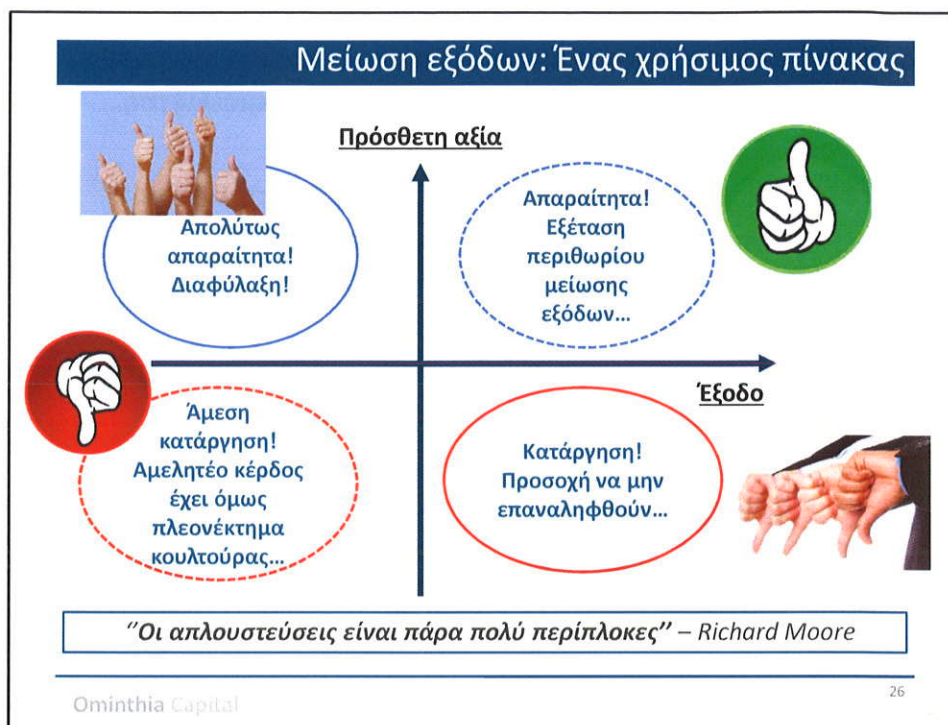 Μείωση εξόδων: Ένας χρήσιμος πίνακας
Πρόσθετη αξία
Απολύτως
απαραίτητα!
Διαφύλαξη!
Απαραίτητα!
Εξέταση
περιθωρίου
μείωσης
εξόδων...
Έξοδο
Άμεση
κατάργηση!
Αμελητέο κέρδος
έχει όμως
πλεονέκτημα
κουλτούρας...
Κατάργηση!
Προσοχή να μην
επαναληφθούν...
“Οι απλουστεύσεις είναι πάρα πολύ περίπλοκες” – Richard Moore
Ominthia Capital
26